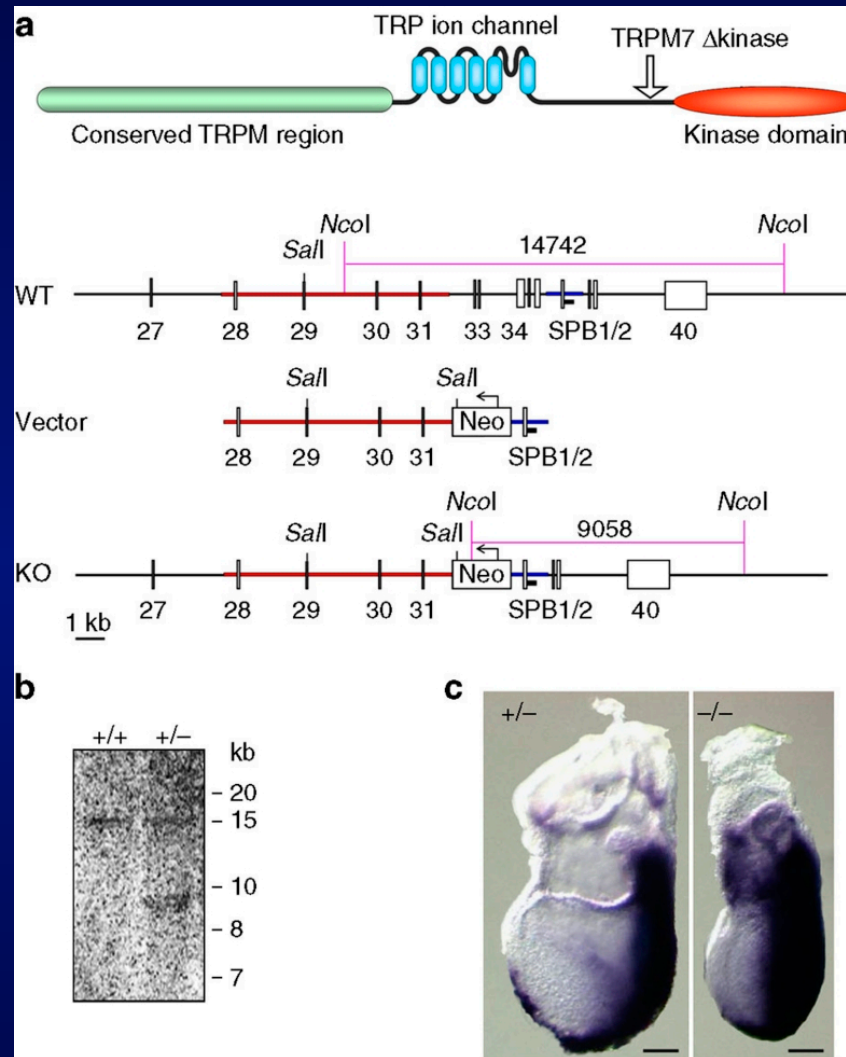 a
TRP ion channel
TRPM7 Δkinase
Conserved TRPM region
Kinase domain
NcoI
NcoI
14742
SalI
WT
27 28 29 30 31 33 34 SPB1/2 40
SalI
SalI
Vector
Neo
28 29 30 31 SPB1/2
NcoI
NcoI
9058
SalI
SalI
KO
Neo
27 28 29 30 31 SPB1/2 40
1 kb
b
+/+ +/−
kb
20
15
10
8
7
c
+/−
−/−